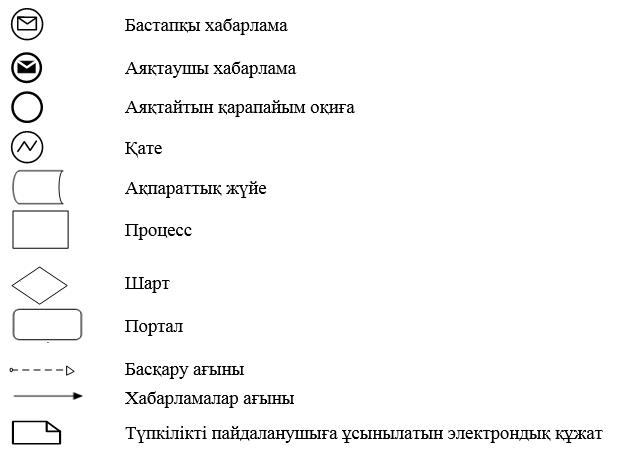 Бастапқы хабарлама
Аяқтаушы хабарлама
Аяқтайтын қарапайым оқиға
Қате
Ақпараттық жүйе
Процесс
Шарт
Портал
Басқару ағыны
Хабарламалар ағыны
Түпкілікті пайдаланушыға ұсынылатын электрондық құжат